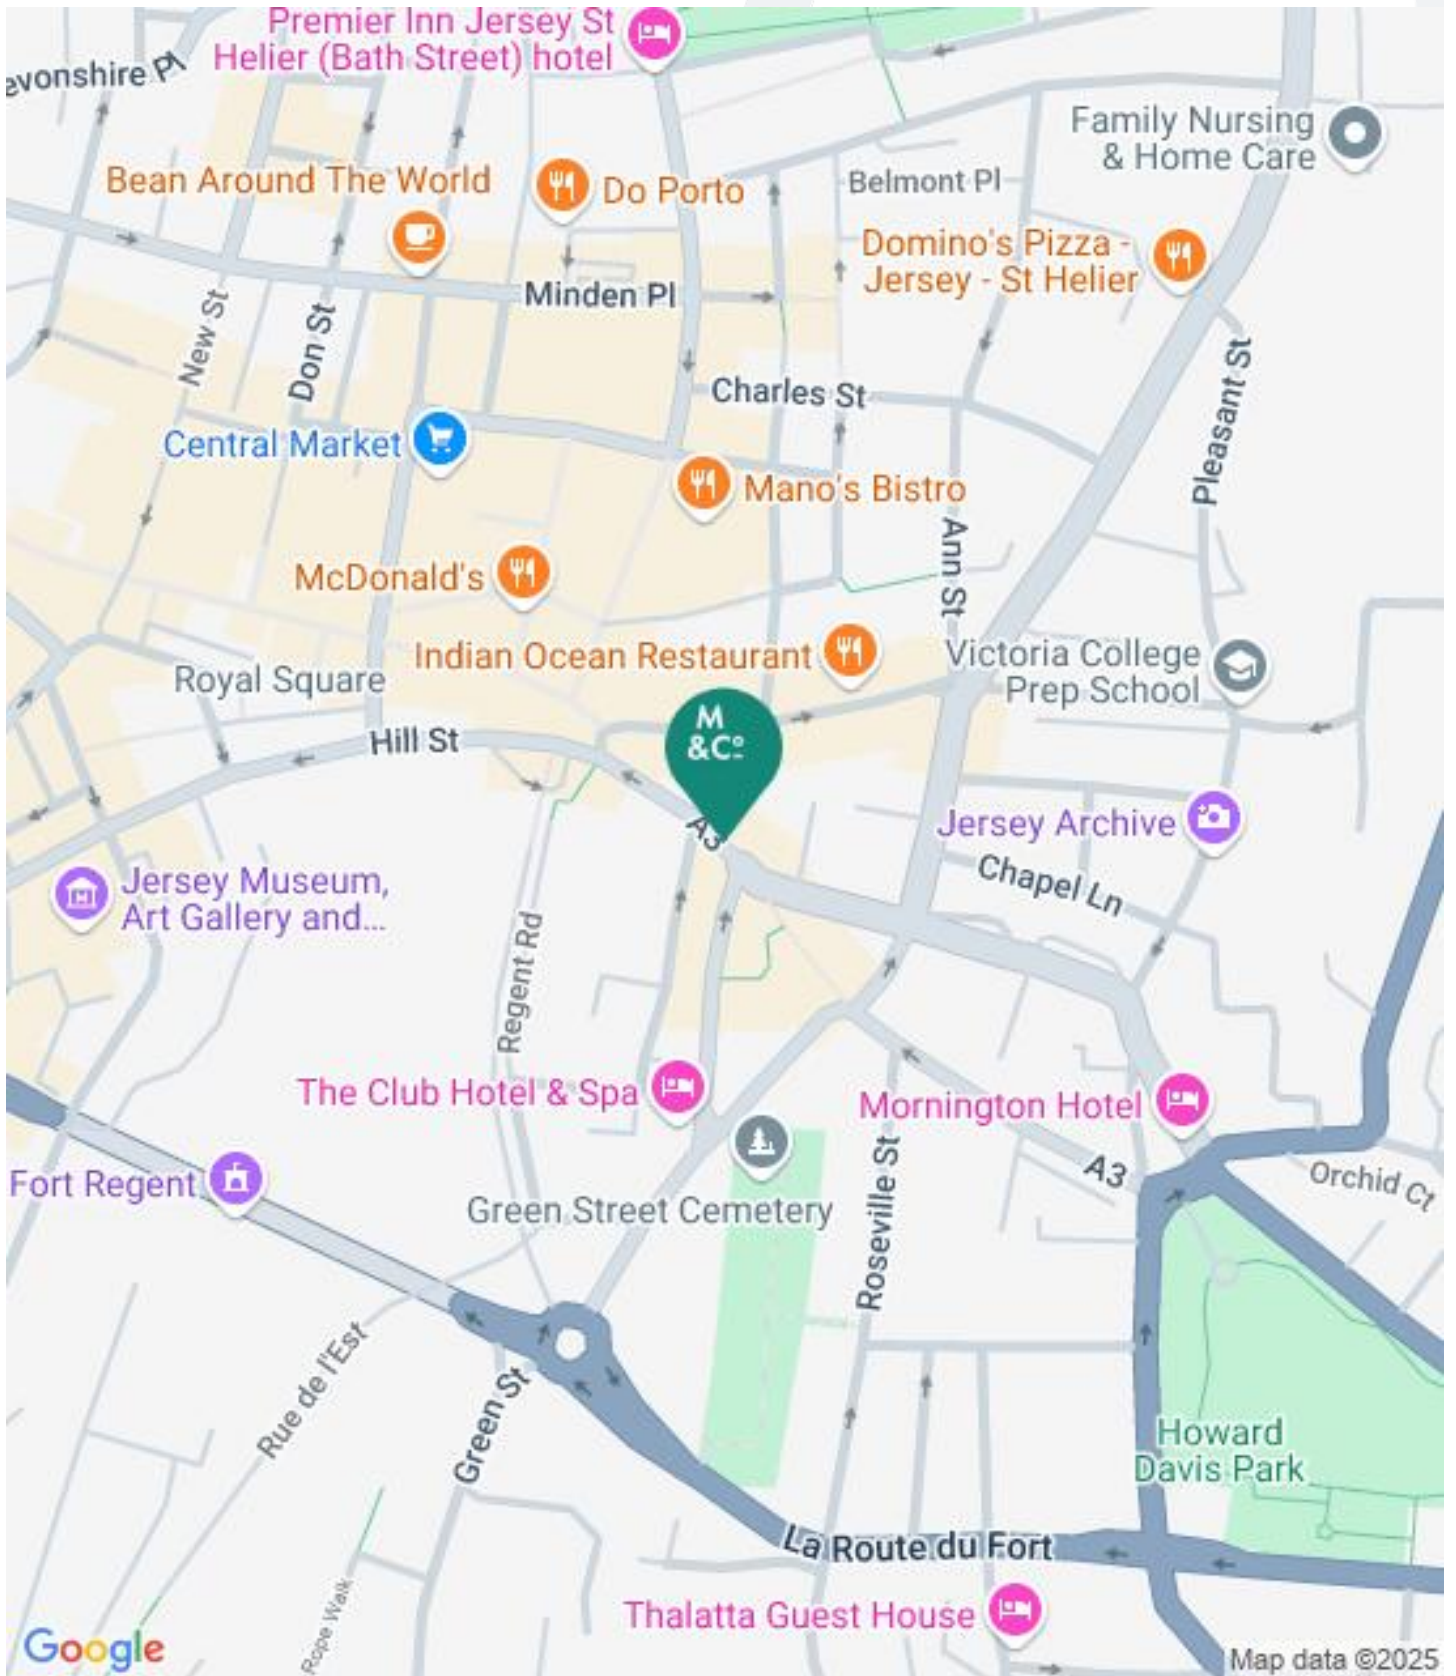 Premier Inn Jersey St
Helier (Bath Street) hotel
evonshire Pl
Family Nursing
& Home Care
Bean Around The World
Do Porto
Belmont Pl
Domino's Pizza -
Jersey - St Helier
Minden Pl
New St
Don St
Charles St
Pleasant St
Central Market
Mano's Bistro
Ann St
McDonald's
Indian Ocean Restaurant
Victoria College
Prep School
Royal Square
M
&Co
Hill St
A3
Jersey Archive
Chapel Ln
Jersey Museum,
Art Gallery and...
Regent Rd
The Club Hotel & Spa
Mornington Hotel
Fort Regent
Green Street Cemetery
Roseville St
A3
Orchid Ct
Rue de l'Est
Green St
Howard
Davis Park
La Route du Fort
Rope Walk
Thalatta Guest House
Google
Map data ©2025